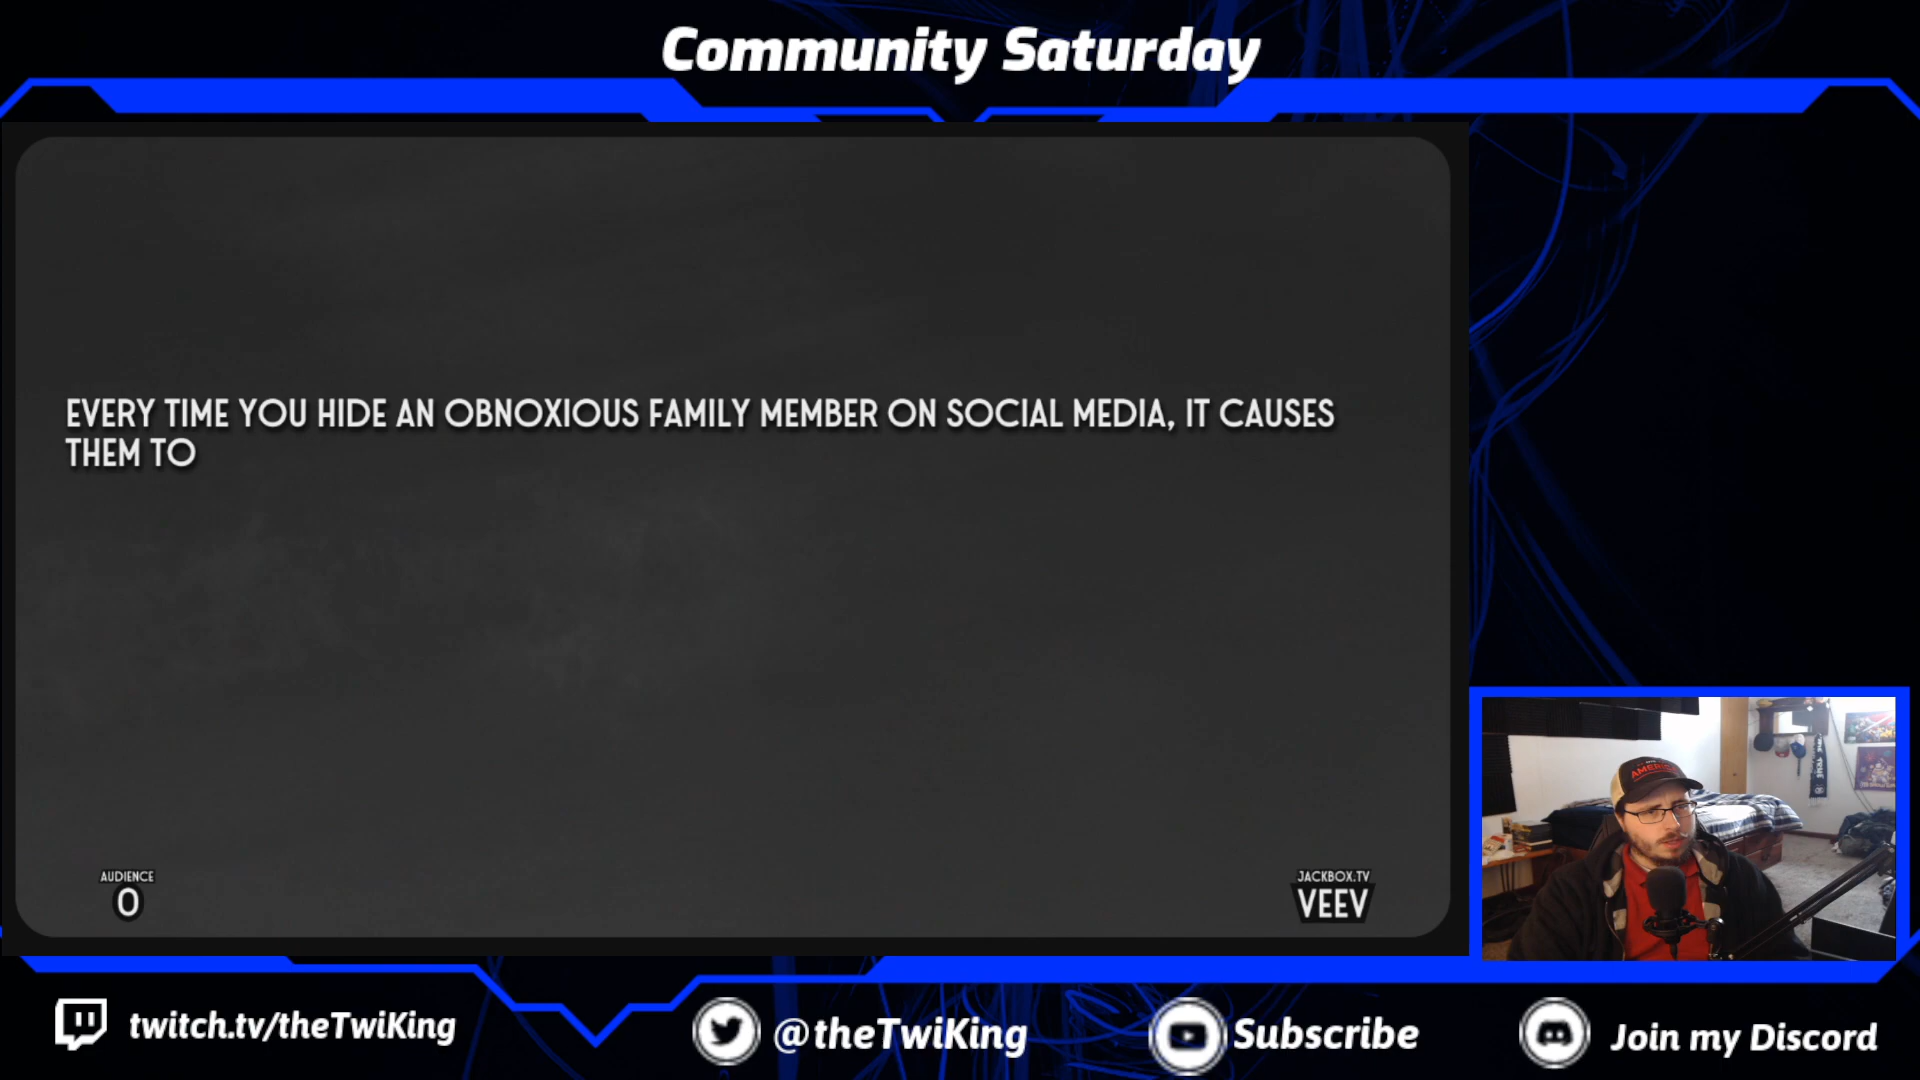 Community Saturday
EVERY TIME YOU HIDE AN OBNOXIOUS FAMILY MEMBER ON SOCIAL MEDIA, IT CAUSES
THEM TO
AUDIENCE
0
JACKBOX.TV
VEEV
AMERICA
twitch.tv/theTwiKing
@theTwiKing
Subscribe
Join my Discord